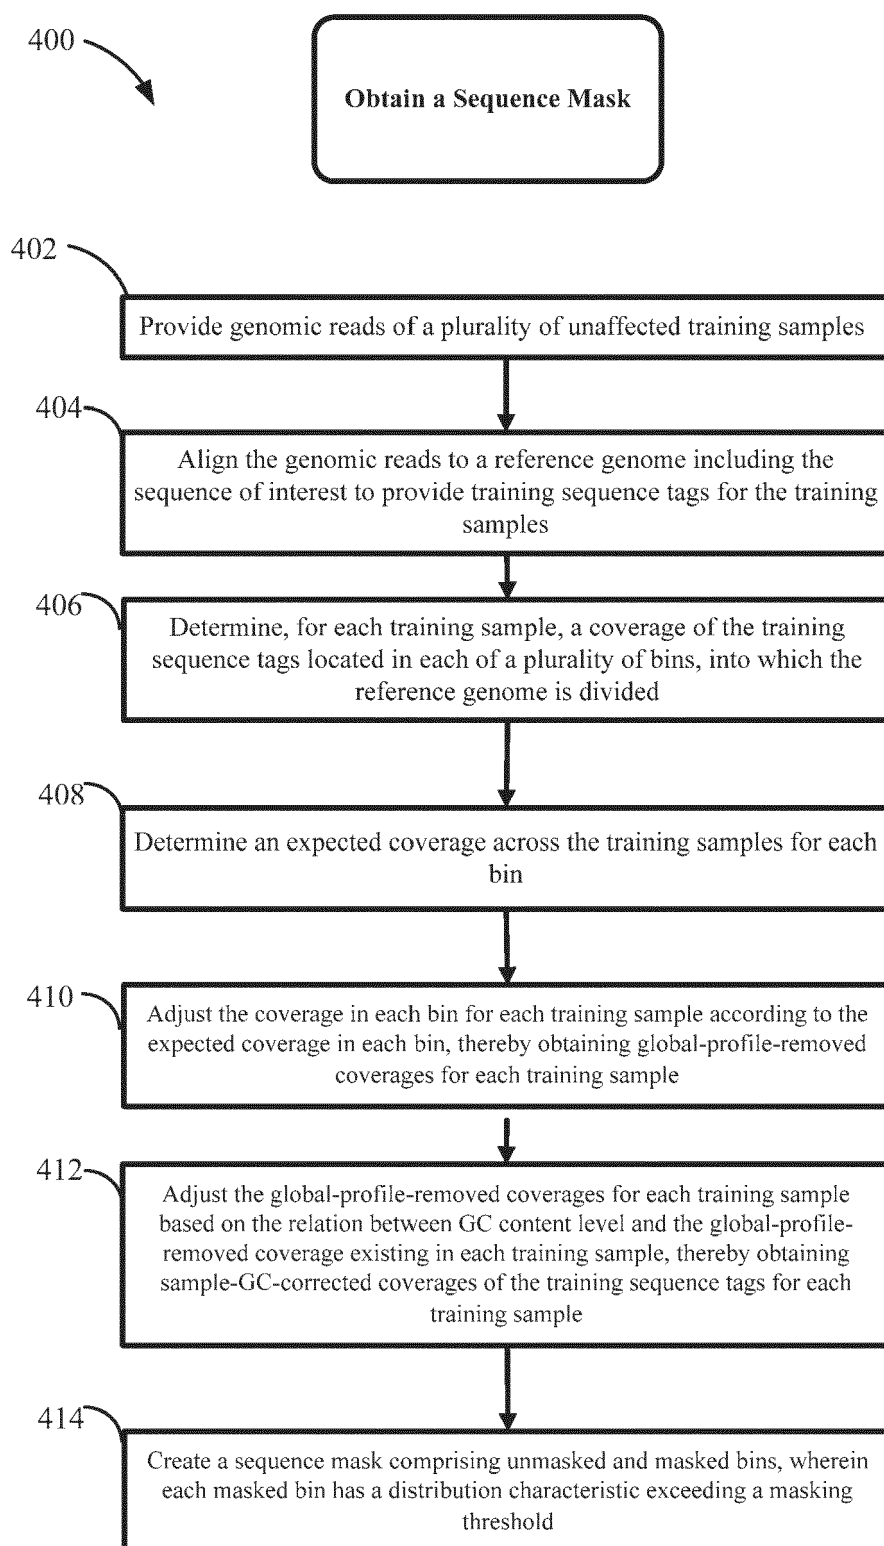 400
Obtain a Sequence Mask
402
Provide genomic reads of a plurality of unaffected training samples
404
Align the genomic reads to a reference genome including the
sequence of interest to provide training sequence tags for the training
samples
406
Determine, for each training sample, a coverage of the training
sequence tags located in each of a plurality of bins, into which the
reference genome is divided
408
Determine an expected coverage across the training samples for each
bin
410
Adjust the coverage in each bin for each training sample according to the
expected coverage in each bin, thereby obtaining global-profile-removed
coverages for each training sample
412
Adjust the global-profile-removed coverages for each training sample
based on the relation between GC content level and the global-profile-
removed coverage existing in each training sample, thereby obtaining
sample-GC-corrected coverages of the training sequence tags for each
training sample
414
Create a sequence mask comprising unmasked and masked bins, wherein
each masked bin has a distribution characteristic exceeding a masking
threshold